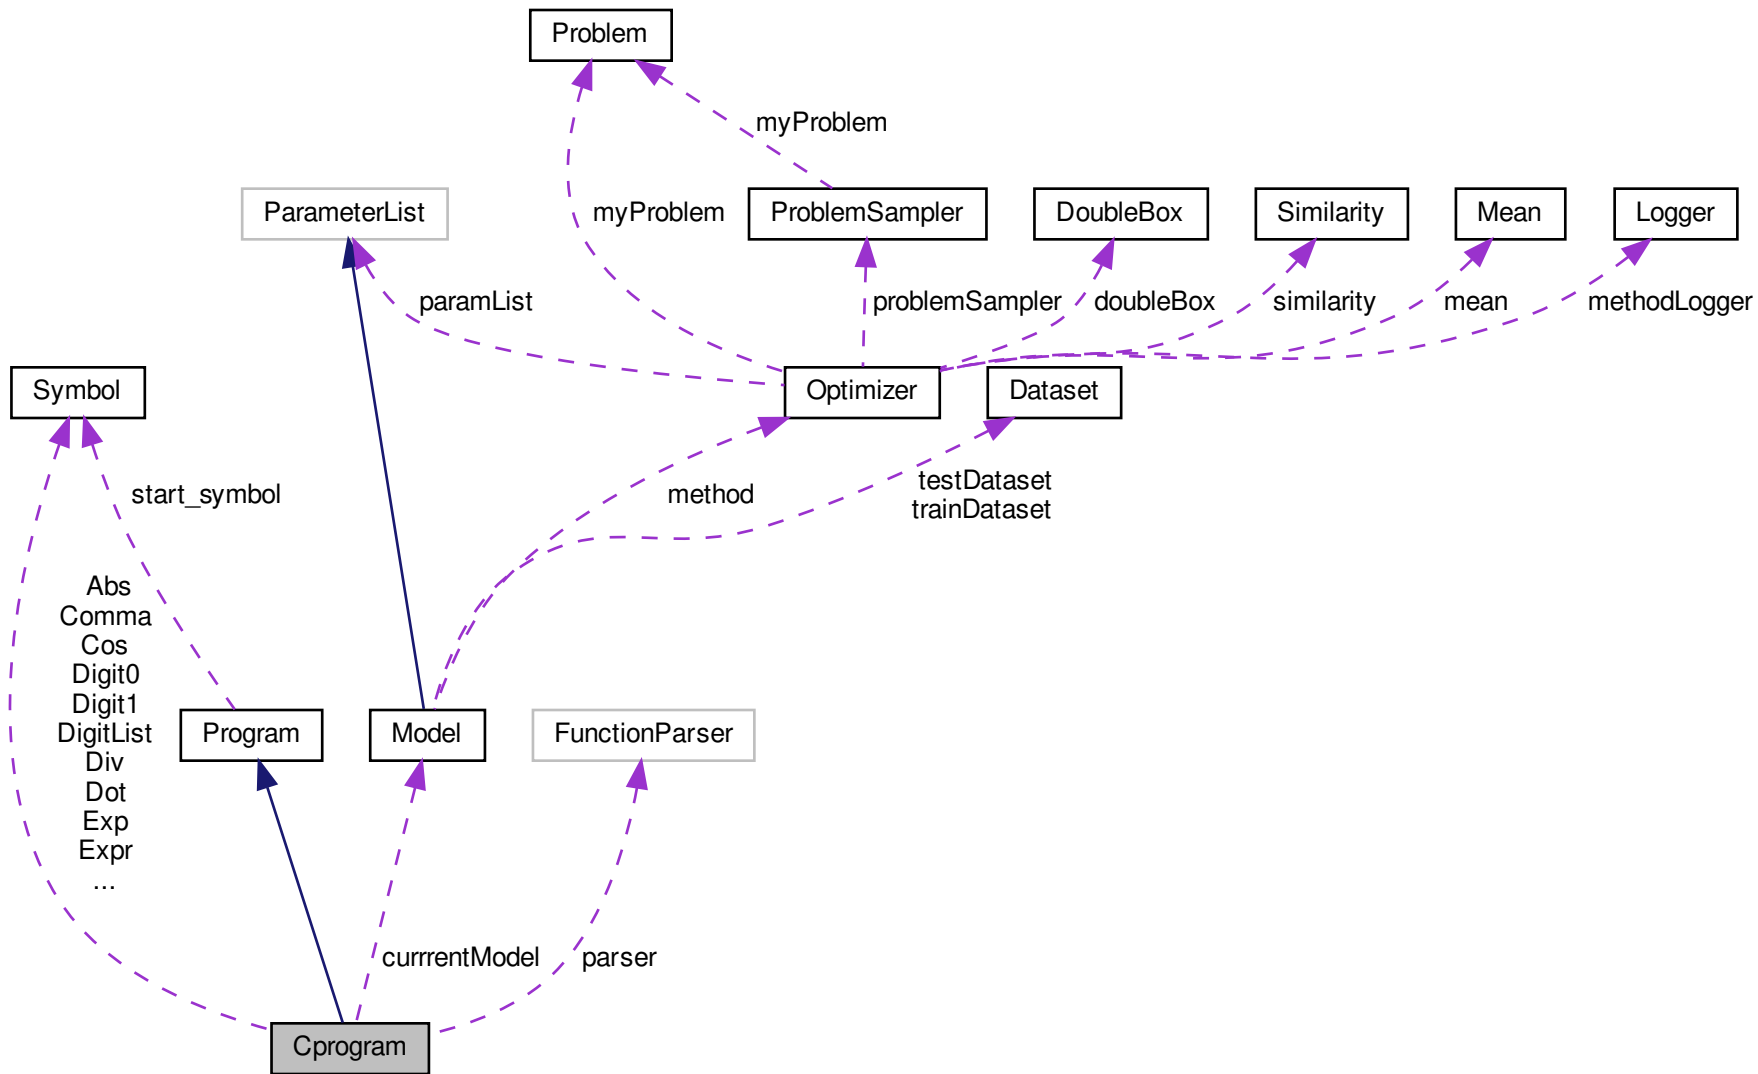 Problem
myProblem
ParameterList
myProblem
ProblemSampler
DoubleBox
Similarity
Mean
Logger
paramList
problemSampler
doubleBox
similarity
mean
methodLogger
Symbol
Optimizer
Dataset
start_symbol
method
testDataset
trainDataset
Abs
Comma
Cos
Digit0
Digit1
DigitList
Div
Dot
Exp
Expr
...
Program
Model
FunctionParser
currrentModel
parser
Cprogram